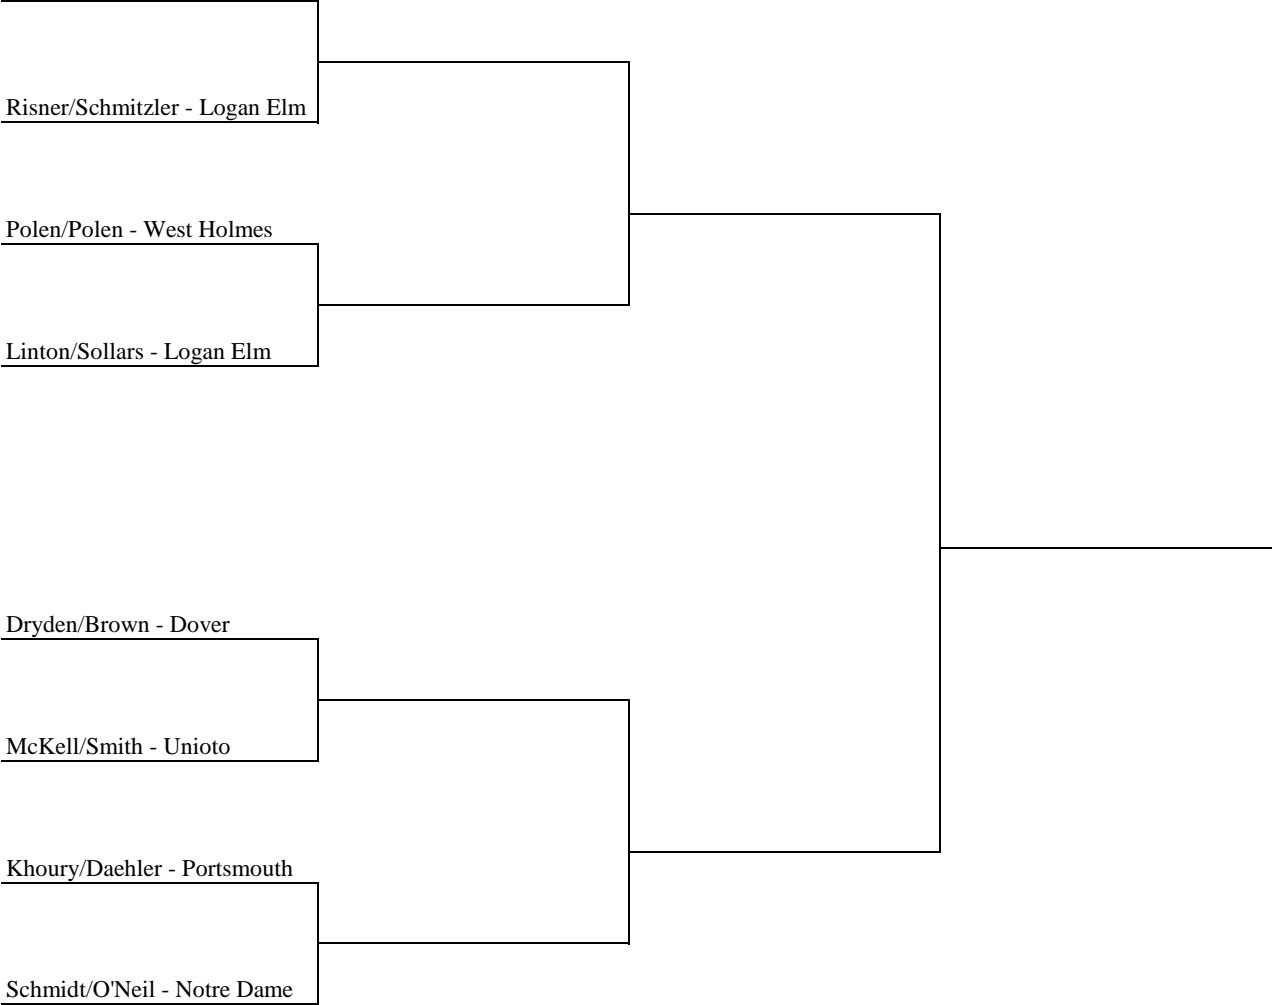 Risner/Schmitzler - Logan Elm
Polen/Polen - West Holmes
Linton/Sollars - Logan Elm
Dryden/Brown - Dover
McKell/Smith - Unioto
Khoury/Daehler - Portsmouth
Schmidt/O'Neil - Notre Dame